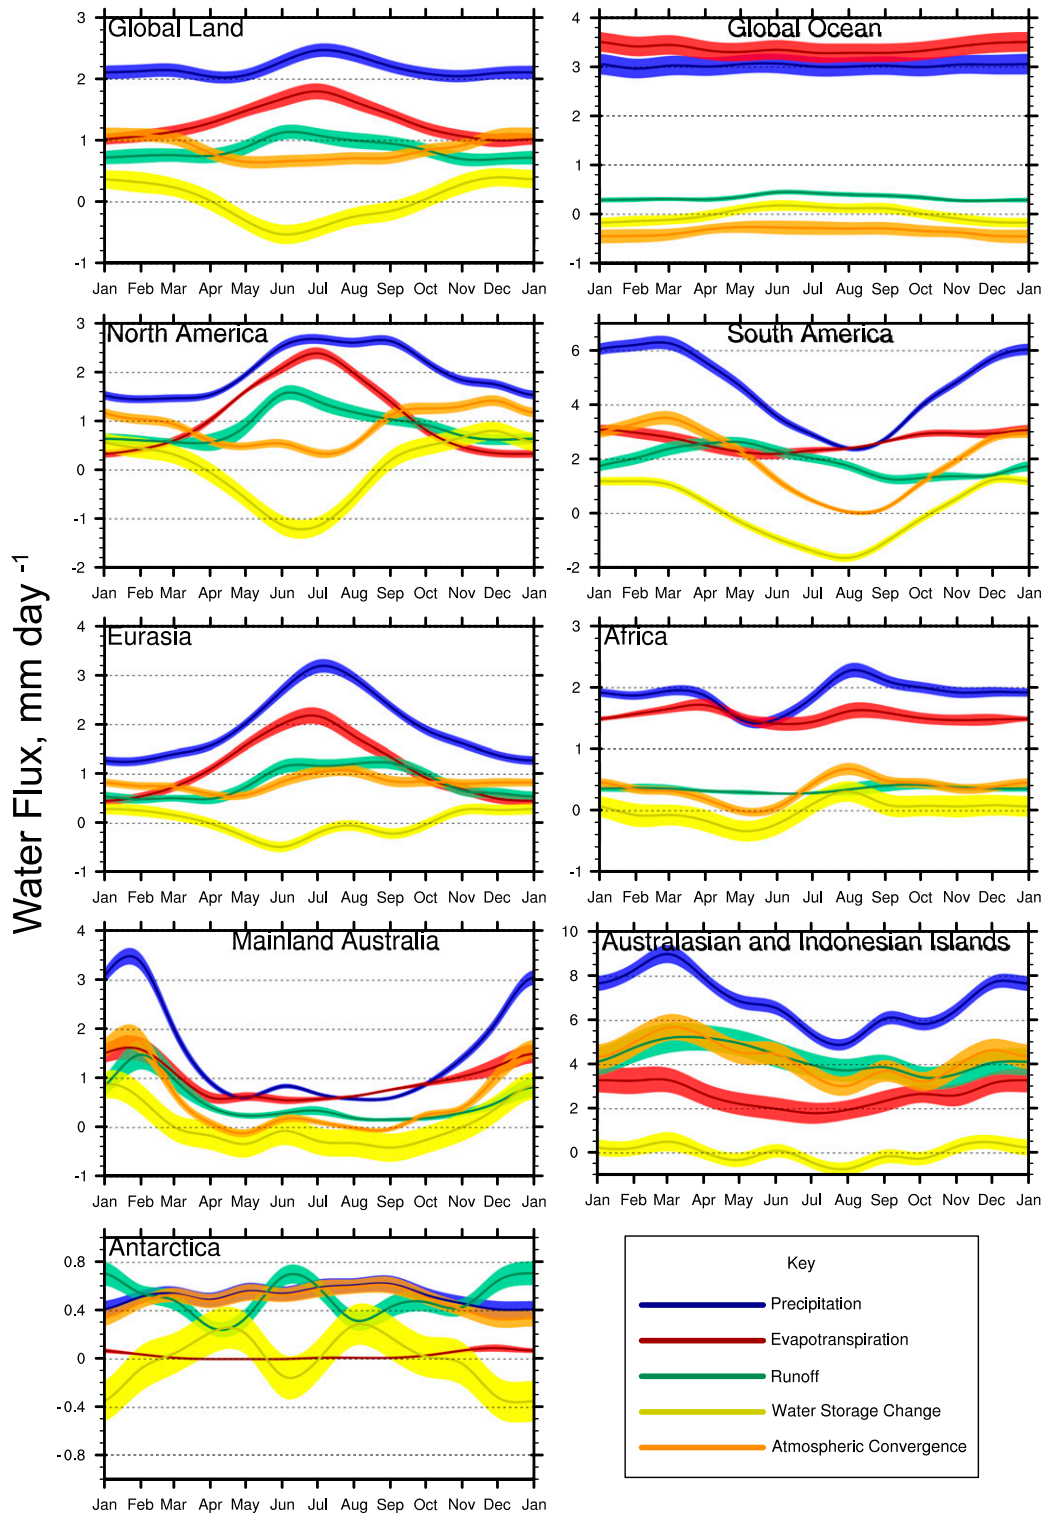 Water Flux, mm day -1
Global Land
3
2
1
0
-1
Jan Feb Mar Apr May Jun Jul Aug Sep Oct Nov Dec Jan
Global Ocean
4
3
2
1
0
-1
Jan Feb Mar Apr May Jun Jul Aug Sep Oct Nov Dec Jan
North America
3
2
1
0
-1
-2
Jan Feb Mar Apr May Jun Jul Aug Sep Oct Nov Dec Jan
South America
6
4
2
0
-2
Jan Feb Mar Apr May Jun Jul Aug Sep Oct Nov Dec Jan
Eurasia
4
3
2
1
0
-1
Jan Feb Mar Apr May Jun Jul Aug Sep Oct Nov Dec Jan
Africa
3
2
1
0
-1
Jan Feb Mar Apr May Jun Jul Aug Sep Oct Nov Dec Jan
Mainland Australia
4
3
2
1
0
-1
Jan Feb Mar Apr May Jun Jul Aug Sep Oct Nov Dec Jan
Australasian and Indonesian Islands
10
8
6
4
2
0
Jan Feb Mar Apr May Jun Jul Aug Sep Oct Nov Dec Jan
Antarctica
0.8
0.4
0
-0.4
-0.8
Jan Feb Mar Apr May Jun Jul Aug Sep Oct Nov Dec Jan
Key
Precipitation
Evapotranspiration
Runoff
Water Storage Change
Atmospheric Convergence